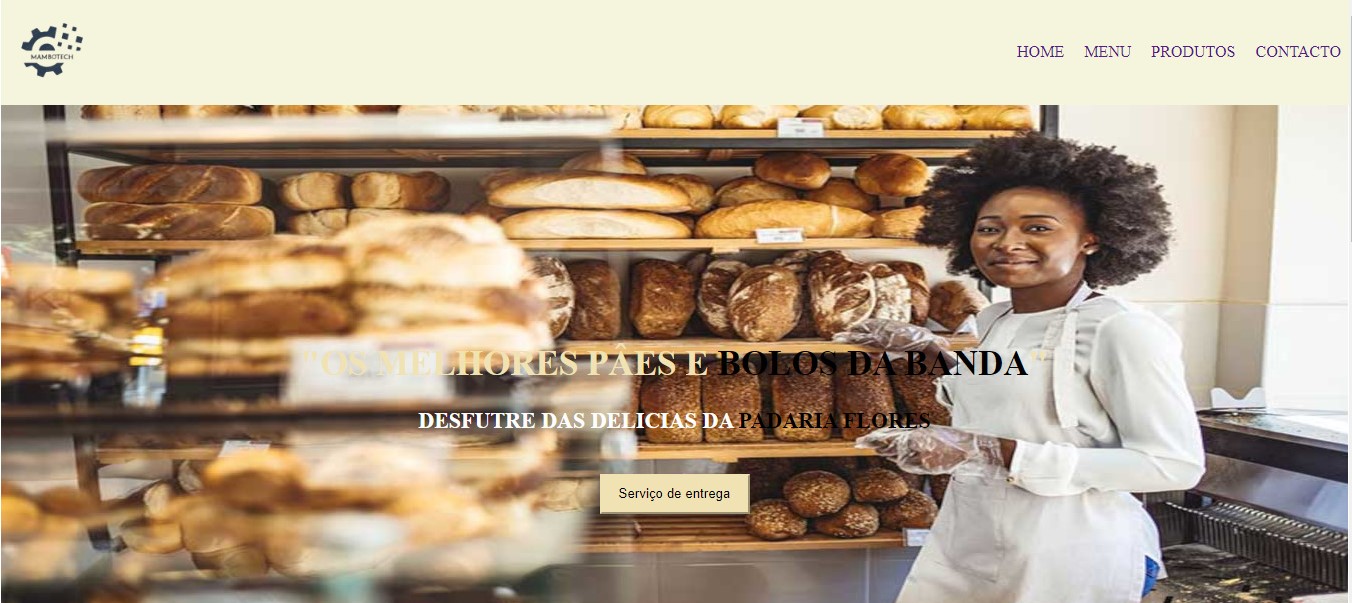 MAMBOTECH
HOME MENU PRODUTOS CONTACTO
"OS MELHORES PÂES E BOLOS DA BANDA"
DESFUTRE DAS DELICIAS DA PADARIA FLORES
Serviço de entrega